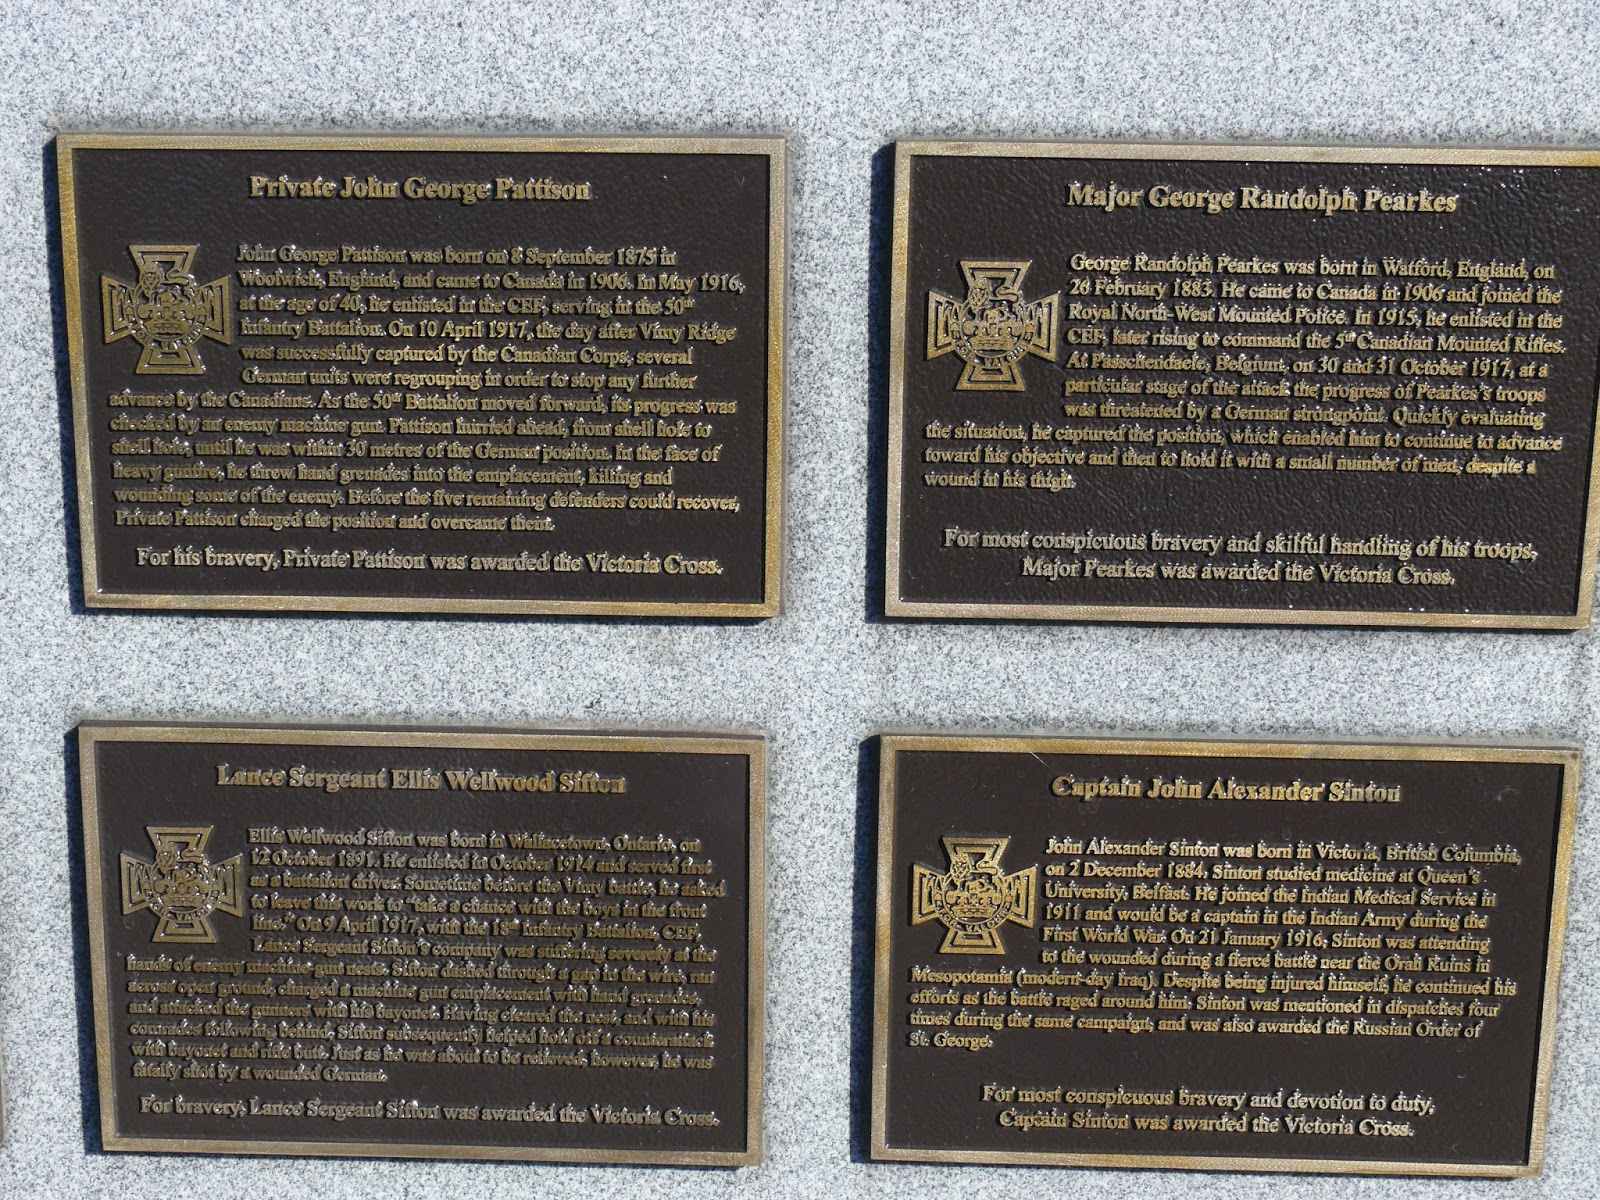 Private John George Pattison
John George Pattison was born on 8 September 1875 in
Woolwich, England, and came to Canada in 1906. In May 1916,
at the age of 40, he enlisted in the CEF, serving in the 50th
Infantry Battalion. On 10 April 1917, the day after Vimy Ridge
was successfully captured by the Canadian Corps, several
German units were regrouping in order to stop any further
advance by the Canadians. As the 50th Battalion moved forward, its progress was
checked by an enemy machine gun. Pattison hurried ahead, from shell hole to
shell hole, until he was within 30 metres of the German position. In the face of
heavy gunfire, he threw hand grenades into the emplacement, killing and
wounding some of the enemy. Before the five remaining defenders could recover,
Private Pattison charged the position and overcame them.
For his bravery, Private Pattison was awarded the Victoria Cross.
Major George Randolph Pearkes
George Randolph Pearkes was born in Watford, England, on
26 February 1883. He came to Canada in 1906 and joined the
Royal North-West Mounted Police. In 1915, he enlisted in the
CEF, later rising to command the 5th Canadian Mounted Rifles.
At Passchendaele, Belgium, on 30 and 31 October 1917, at a
particular stage of the attack the progress of Pearkes's troops
was threatened by a German strongpoint. Quickly evaluating
the situation, he captured the position, which enabled him to continue to advance
toward his objective and then to hold it with a small number of men, despite a
wound in his thigh.
For most conspicuous bravery and skilful handling of his troops,
Major Pearkes was awarded the Victoria Cross.
Lance Sergeant Ellis Wellwood Sifton
Ellis Wellwood Sifton was born in Wallacetown, Ontario, on
12 October 1891. He enlisted in October 1914 and served first
as a battalion driver. Sometime before the Vimy battle, he asked
to leave this work to "take a chance with the boys in the front
line." On 9 April 1917, with the 18th Infantry Battalion, CEF,
Lance Sergeant Sifton's company was suffering severely at the
hands of enemy machine-gun nests. Sifton dashed through a gap in the wire, ran
across open ground, charged a machine gun emplacement with hand grenades,
and attacked the gunners with his bayonet. Having cleared the nest, and with his
comrades following behind, Sifton subsequently helped hold off a counterattack
with bayonet and rifle butt. Just as he was about to be relieved, however, he was
fatally shot by a wounded German.
For bravery, Lance Sergeant Sifton was awarded the Victoria Cross.
Captain John Alexander Sinton
John Alexander Sinton was born in Victoria, British Columbia,
on 2 December 1884. Sinton studied medicine at Queen's
University, Belfast. He joined the Indian Medical Service in
1911 and would be a captain in the Indian Army during the
First World War. On 21 January 1916, Sinton was attending
to the wounded during a fierce battle near the Orah Ruins in
Mesopotamia (modern-day Iraq). Despite being injured himself, he continued his
efforts as the battle raged around him. Sinton was mentioned in dispatches four
times during the same campaign, and was also awarded the Russian Order of
St. George.
For most conspicuous bravery and devotion to duty,
Captain Sinton was awarded the Victoria Cross.